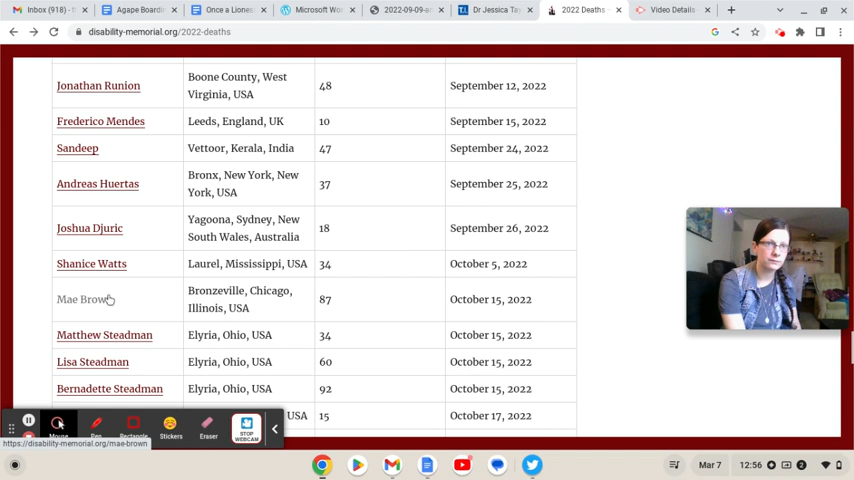 Inbox (918) - t
Agape Boardi
Once a Liones
Microsoft Wo
2022-09-09-a
Dr Jessica Ta
2022 Deaths -
Video Details
disability-memorial.org/2022-deaths
Jonathan Runion Boone County, West Virginia, USA 48 September 12, 2022
Frederico Mendes Leeds, England, UK 10 September 15, 2022
Sandeep Vettoor, Kerala, India 47 September 24, 2022
Andreas Huertas Bronx, New York, New York, USA 37 September 25, 2022
Joshua Djuric Yagoona, Sydney, New South Wales, Australia 18 September 26, 2022
Shanice Watts Laurel, Mississippi, USA 34 October 5, 2022
Mae Brown Bronzeville, Chicago, Illinois, USA 87 October 15, 2022
Matthew Steadman Elyria, Ohio, USA 34 October 15, 2022
Lisa Steadman Elyria, Ohio, USA 60 October 15, 2022
Bernadette Steadman Elyria, Ohio, USA 92 October 15, 2022
USA 15 October 17, 2022
Mouse Pen Rectangle Stickers Eraser STOP WEBCAM
https://disability-memorial.org/mae-brown
Mar 7 12:56 2